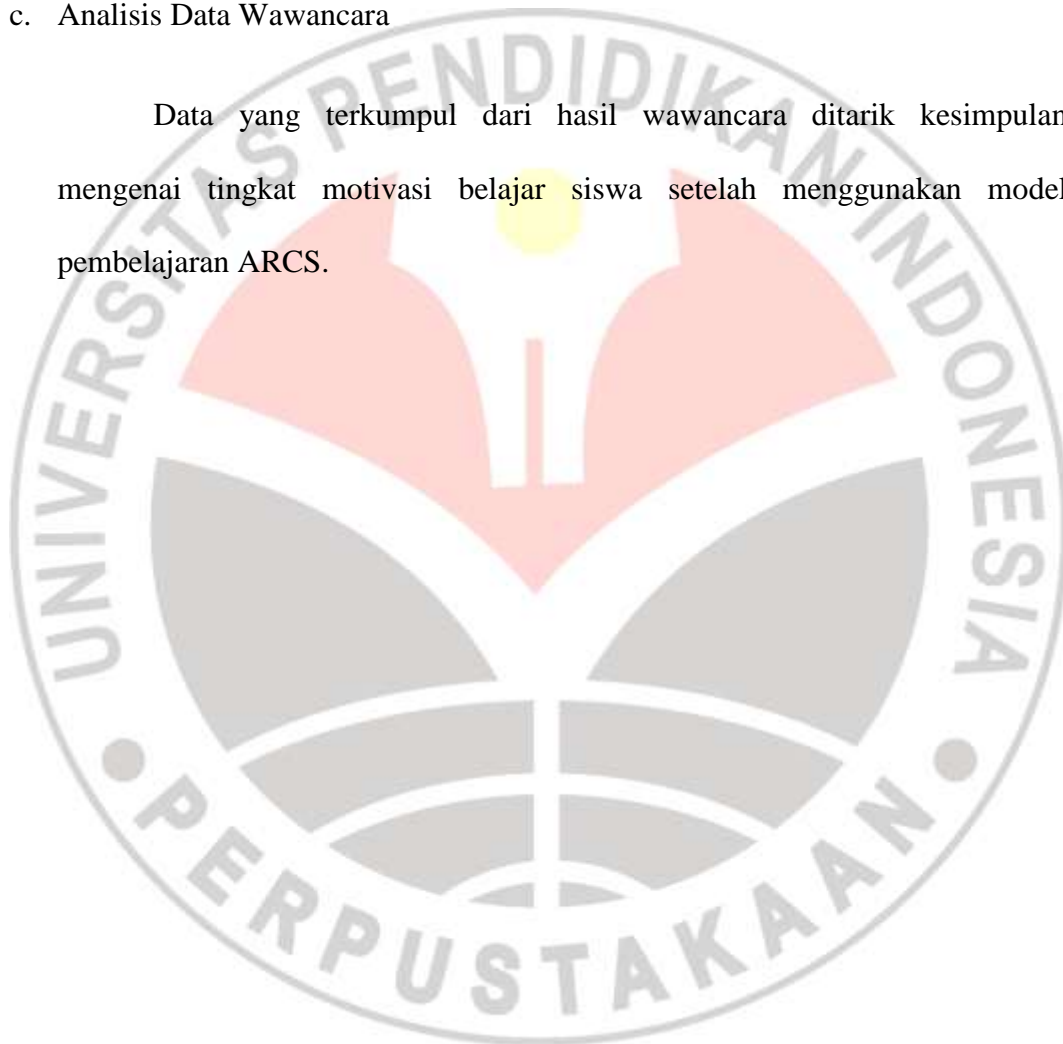 c. Analisis Data Wawancara
Data yang terkumpul dari hasil wawancara ditarik kesimpulan
mengenai tingkat motivasi belajar siswa setelah menggunakan model
pembelajaran ARCS.
UNIVERSITAS PENDIDIKAN INDONESIA
PERPUSTAKAAN